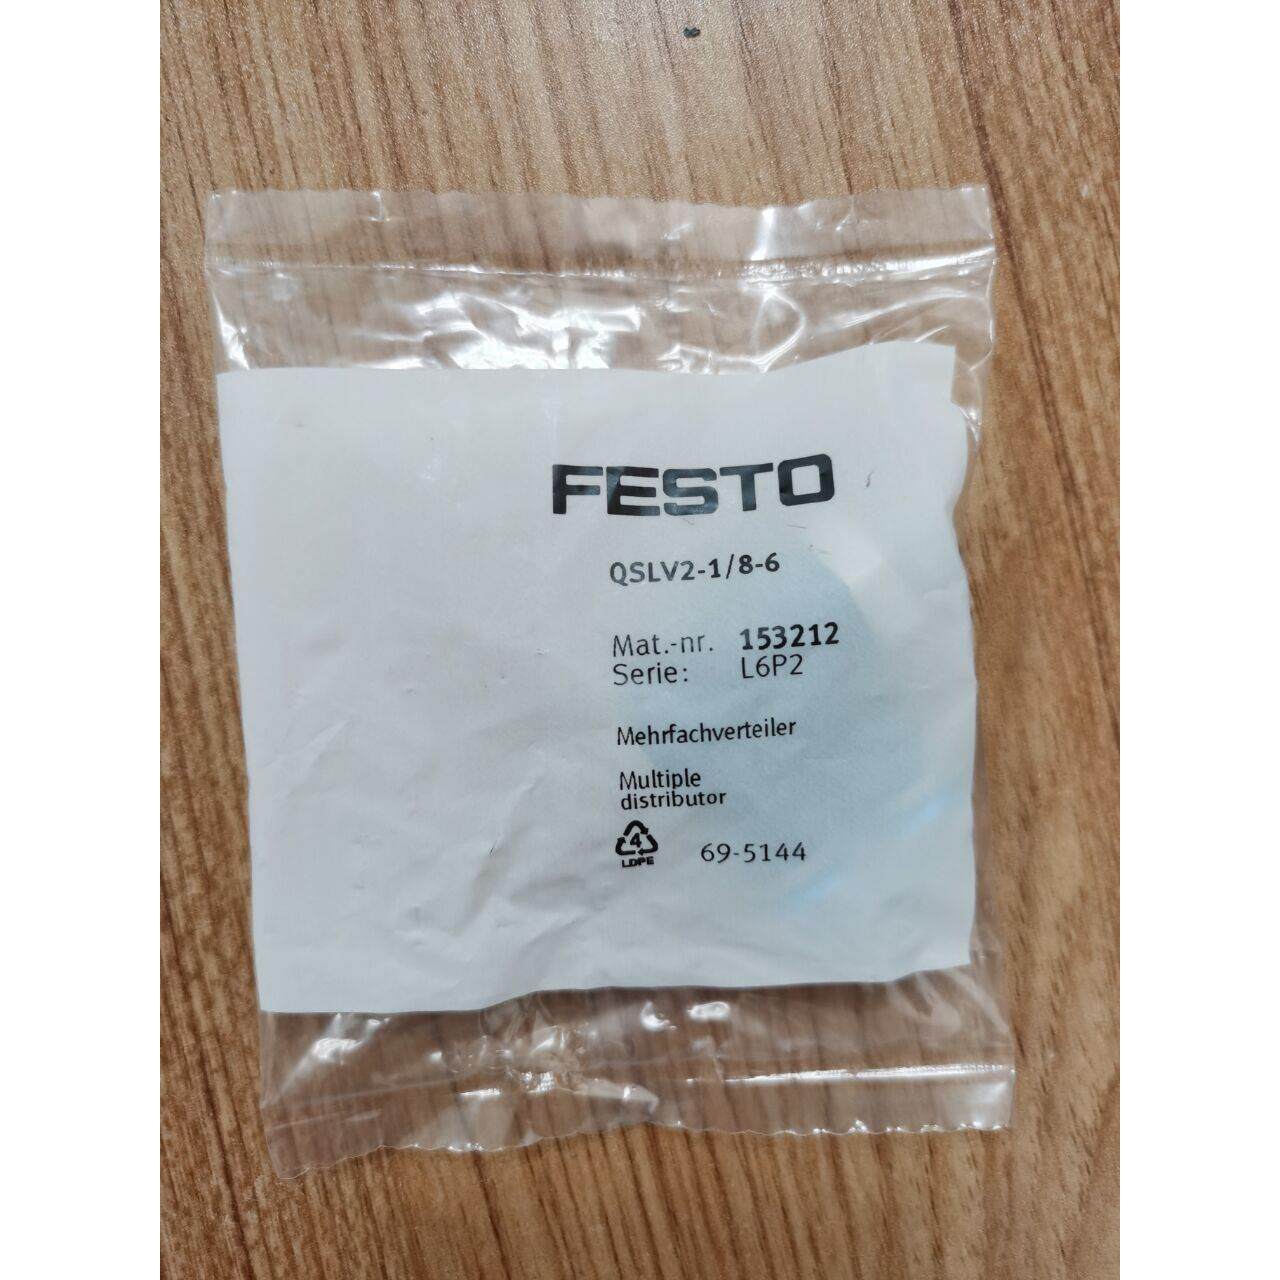 FESTO
QSLV2-1/8-6
Mat.-nr. 153212
Serie: L6P2
Mehrfachverteiler
Multiple
distributor
4
LDPE 69-5144